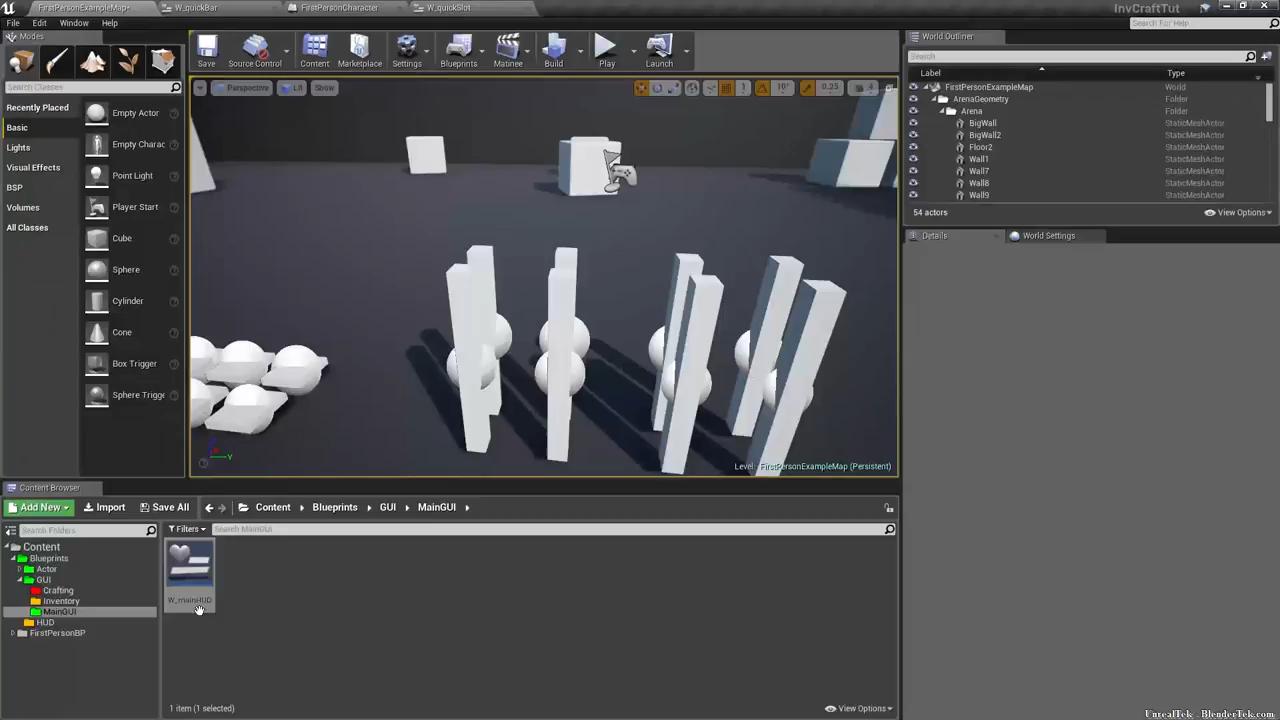 FirstPersonExampleMap*
W_quickBar
FirstPersonCharacter
W_quickSlot
InvCraftTut
File Edit Window Help
Search For Help
Modes
Search Classes
Recently Placed
Basic
Lights
Visual Effects
BSP
Volumes
All Classes
Empty Actor
Empty Charac
Point Light
Player Start
Cube
Sphere
Cylinder
Cone
Box Trigger
Sphere Trigge
Save
Source Control
Content
Marketplace
Settings
Blueprints
Matinee
Build
Play
Launch
Perspective
Lit
Show
1
10°
0.25
4
Y
Level: FirstPersonExampleMap (Persistent)
World Outliner
Search
Label Type
FirstPersonExampleMap World
ArenaGeometry Folder
Arena Folder
BigWall StaticMeshActor
BigWall2 StaticMeshActor
Floor2 StaticMeshActor
Wall1 StaticMeshActor
Wall7 StaticMeshActor
Wall8 StaticMeshActor
Wall9 StaticMeshActor
54 actors
View Options
Details
World Settings
Content Browser
Add New
Import
Save All
Content
Blueprints
GUI
MainGUI
Search Folders
Filters
Search MainGUI
Content
Blueprints
Actor
GUI
Crafting
Inventory
MainGUI
HUD
FirstPersonBP
W_mainHUD
1 item (1 selected)
View Options
UnrealTek - BlenderTek.com